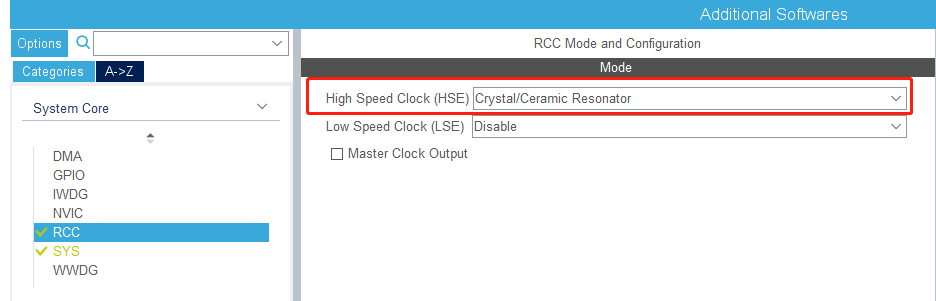 Additional Softwares
Options
Categories
A->Z
System Core
DMA
GPIO
IWDG
NVIC
RCC
SYS
WWDG
RCC Mode and Configuration
Mode
High Speed Clock (HSE) Crystal/Ceramic Resonator
Low Speed Clock (LSE) Disable
Master Clock Output